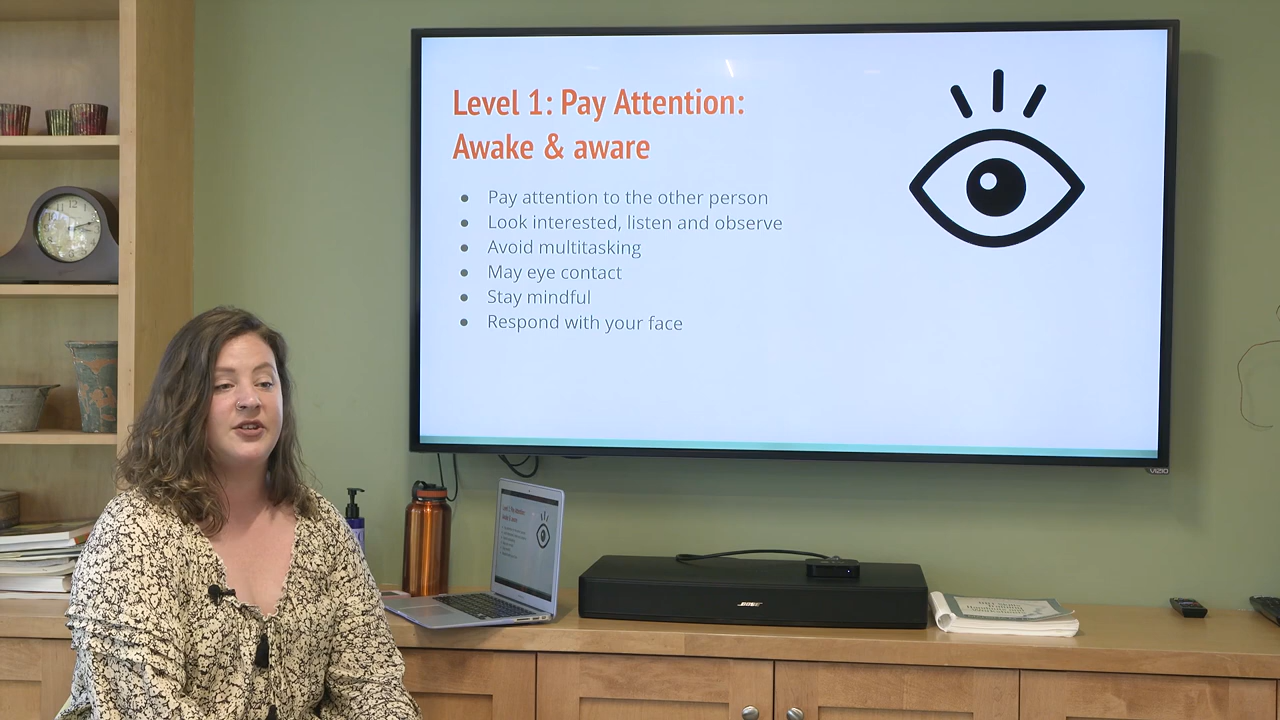 Level 1: Pay Attention:
Awake & aware
● Pay attention to the other person
● Look interested, listen and observe
● Avoid multitasking
● May eye contact
● Stay mindful
● Respond with your face
VIZIO
BOSE